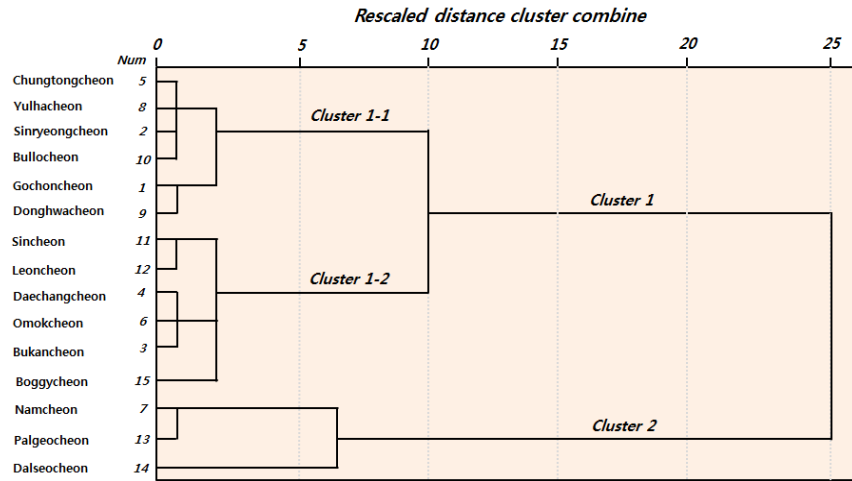 Rescaled distance cluster combine
Num 0 5 10 15 20 25
Chungtongcheon 5
Yulhacheon 8
Cluster 1-1
Sinryeongcheon 2
Bullocheon 10
Gochoncheon 1
Cluster 1
Donghwacheon 9
Sincheon 11
Leoncheon 12
Cluster 1-2
Daechangcheon 4
Omokcheon 6
Bukancheon 3
Boggycheon 15
Namcheon 7
Cluster 2
Palgeocheon 13
Dalseocheon 14